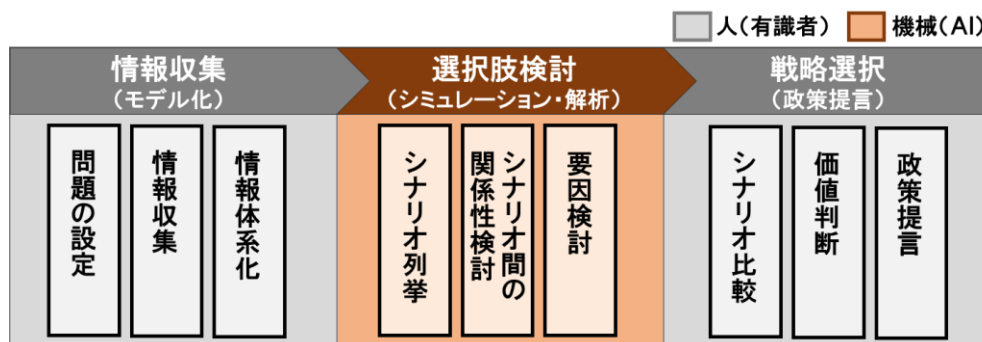 人(有識者) 機械(AI)
情報収集
(モデル化)
選択肢検討
(シミュレーション・解析)
戦略選択
(政策提言)
問題の設定
情報収集
情報体系化
シナリオ列挙
シナリオ間の
関係性検討
要因検討
シナリオ比較
価値判断
政策提言